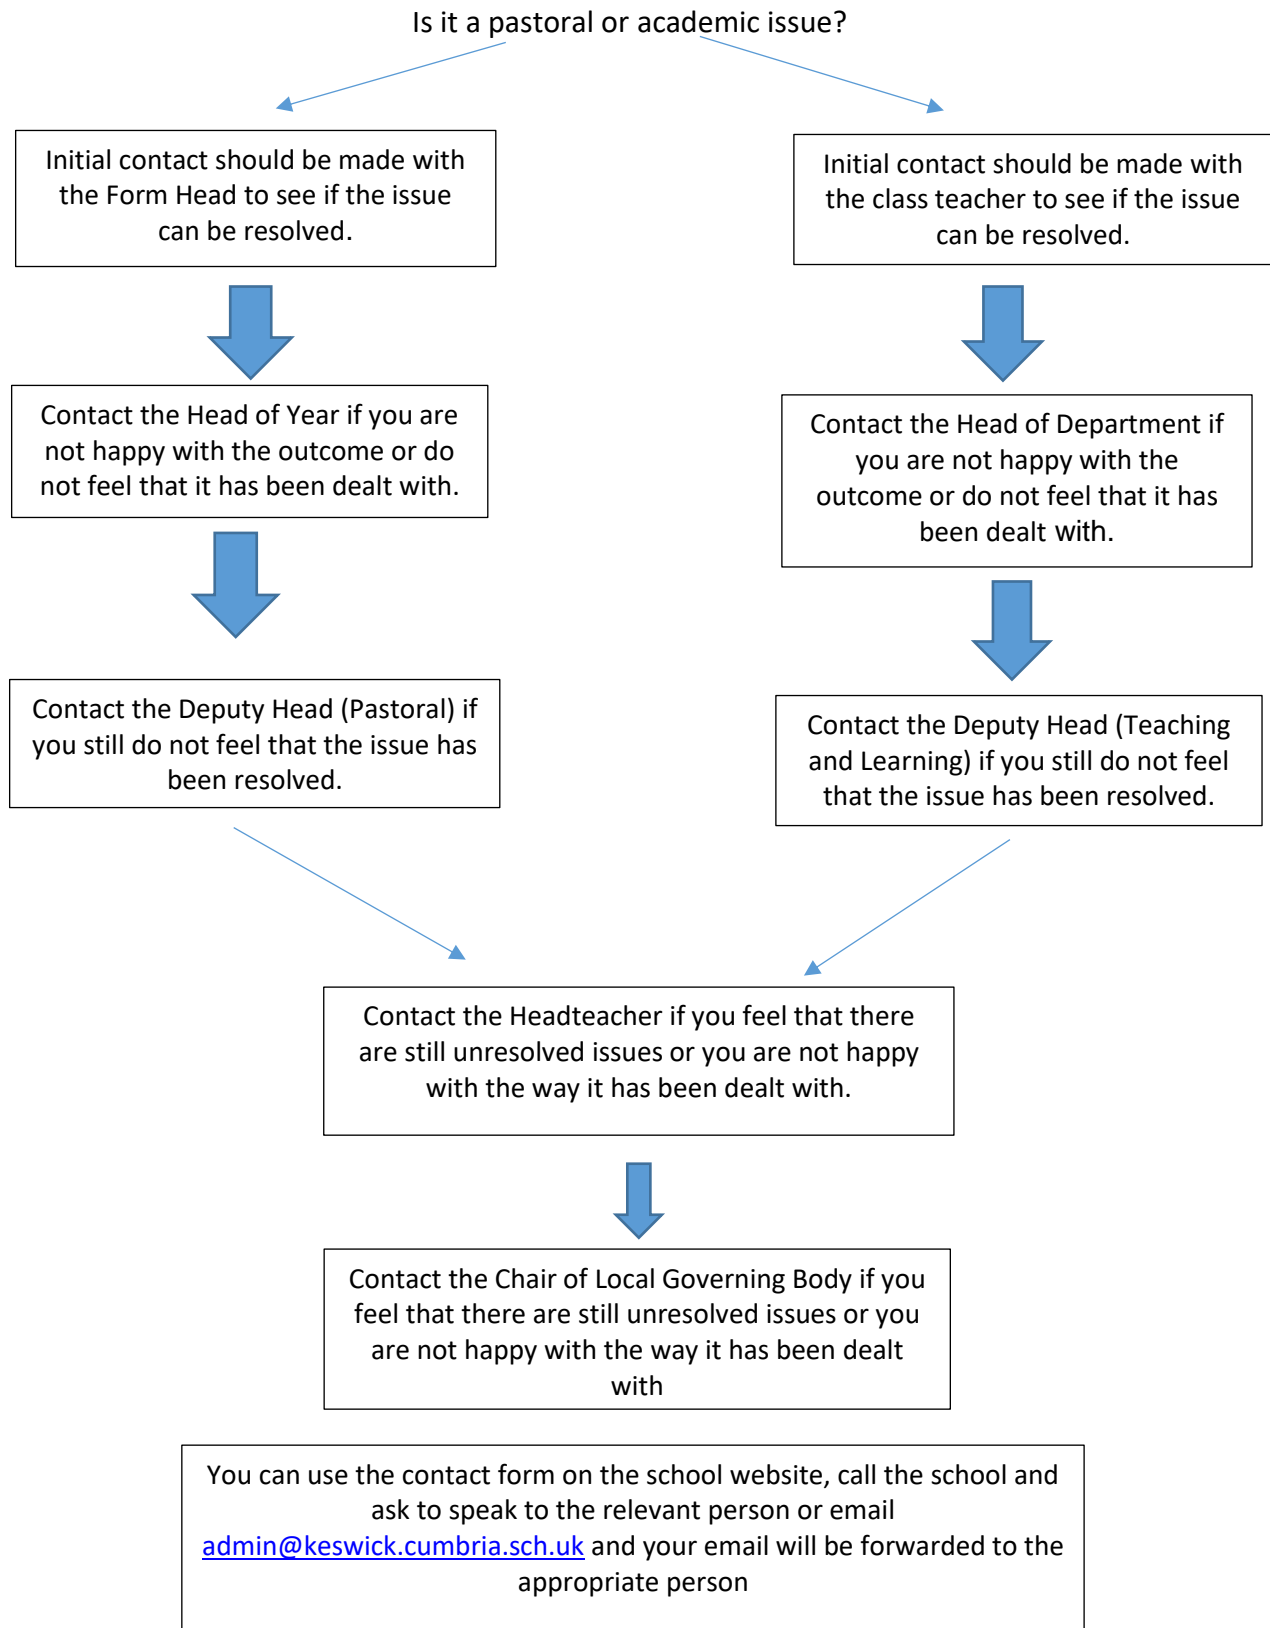 Is it a pastoral or academic issue?
Initial contact should be made with
the Form Head to see if the issue
can be resolved.
Contact the Head of Year if you are
not happy with the outcome or do
not feel that it has been dealt with.
Contact the Deputy Head (Pastoral) if
you still do not feel that the issue has
been resolved.
Initial contact should be made with
the class teacher to see if the issue
can be resolved.
Contact the Head of Department if
you are not happy with the
outcome or do not feel that it has
been dealt with.
Contact the Deputy Head (Teaching
and Learning) if you still do not feel
that the issue has been resolved.
Contact the Headteacher if you feel that there
are still unresolved issues or you are not happy
with the way it has been dealt with.
Contact the Chair of Local Governing Body if you
feel that there are still unresolved issues or you
are not happy with the way it has been dealt
with
You can use the contact form on the school website, call the school and
ask to speak to the relevant person or email
admin@keswick.cumbria.sch.uk and your email will be forwarded to the
appropriate person